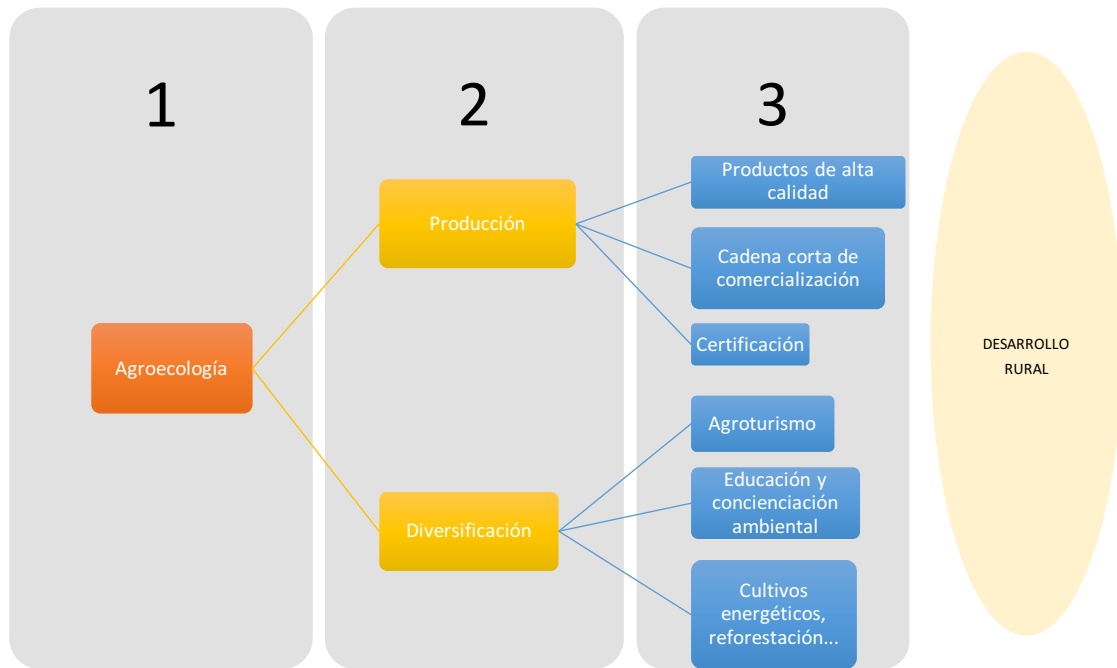 1
2
3
Agroecología
Producción
Diversificación
Productos de alta
calidad
Cadena corta de
comercialización
Certificación
Agroturismo
Educación y
concienciación
ambiental
Cultivos
energéticos,
reforestación...
DESARROLLO
RURAL